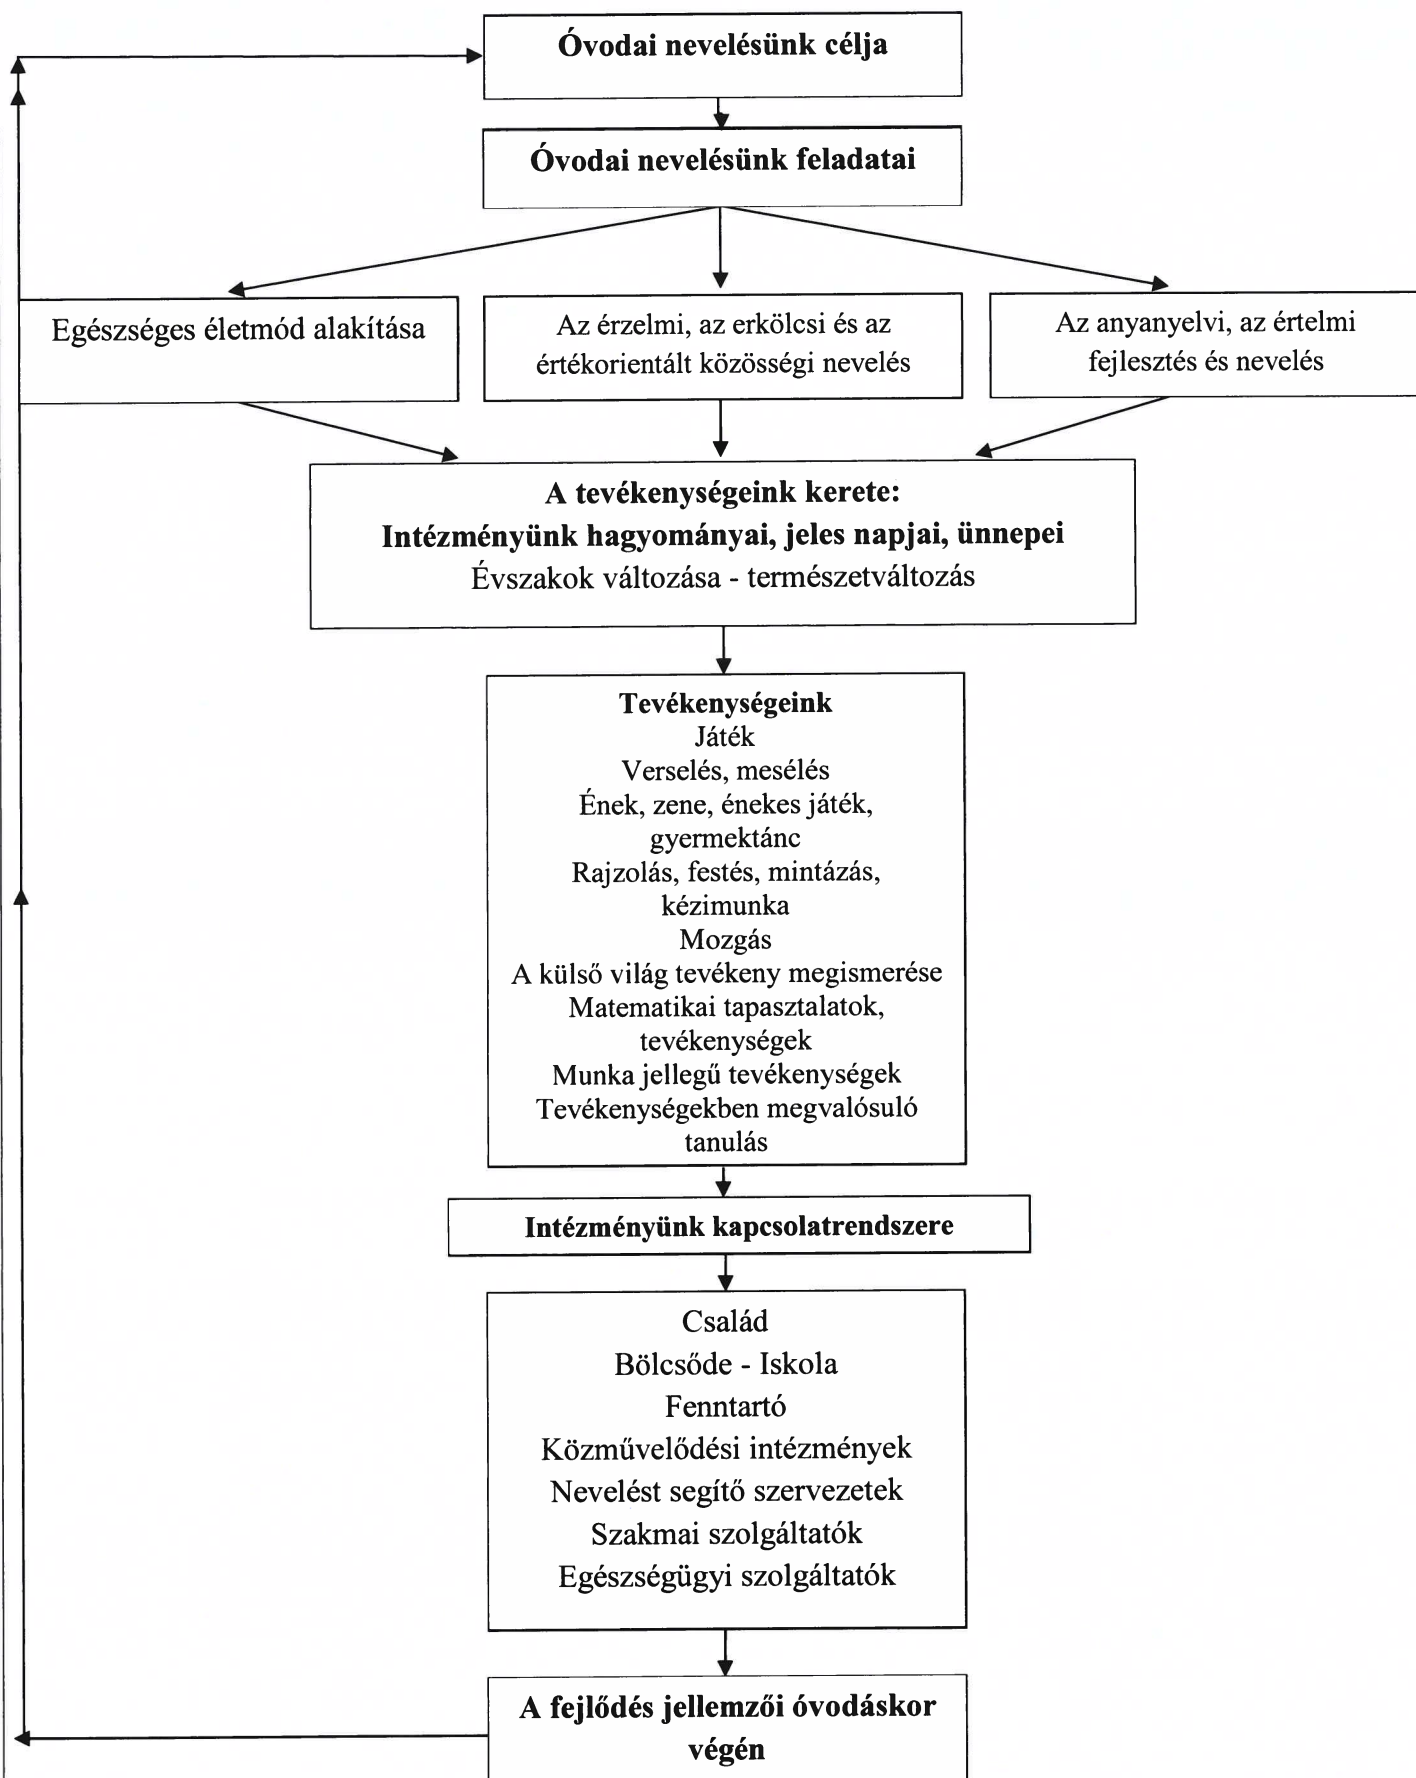 Óvodai nevelésünk célja
Óvodai nevelésünk feladatai
Egészséges életmód alakítása
Az érzelmi, az erkölcsi és az
értékorientált közösségi nevelés
Az anyanyelvi, az értelmi
fejlesztés és nevelés
A tevékenységeink kerete:
Intézményünk hagyományai, jeles napjai, ünnepei
Évszakok változása - természetváltozás
Tevékenységeink
Játék
Verselés, mesélés
Ének, zene, énekes játék,
gyermektánc
Rajzolás, festés, mintázás,
kézimunka
Mozgás
A külső világ tevékeny megismerése
Matematikai tapasztalatok,
tevékenységek
Munka jellegű tevékenységek
Tevékenységekben megvalósuló
tanulás
Intézményünk kapcsolatrendszere
Család
Bölcsőde - Iskola
Fenntartó
Közművelődési intézmények
Nevelést segítő szervezetek
Szakmai szolgáltatók
Egészségügyi szolgáltatók
A fejlődés jellemzői óvodáskor
végén